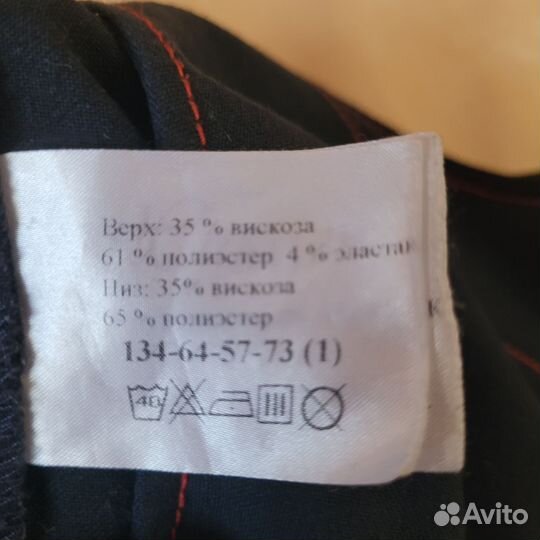 Верх: 35 % вискоза
61 % полиэстер 4 % эластан
Низ: 35% вискоза
65 % полиэстер
134-64-57-73 (1)
40
К
Avito